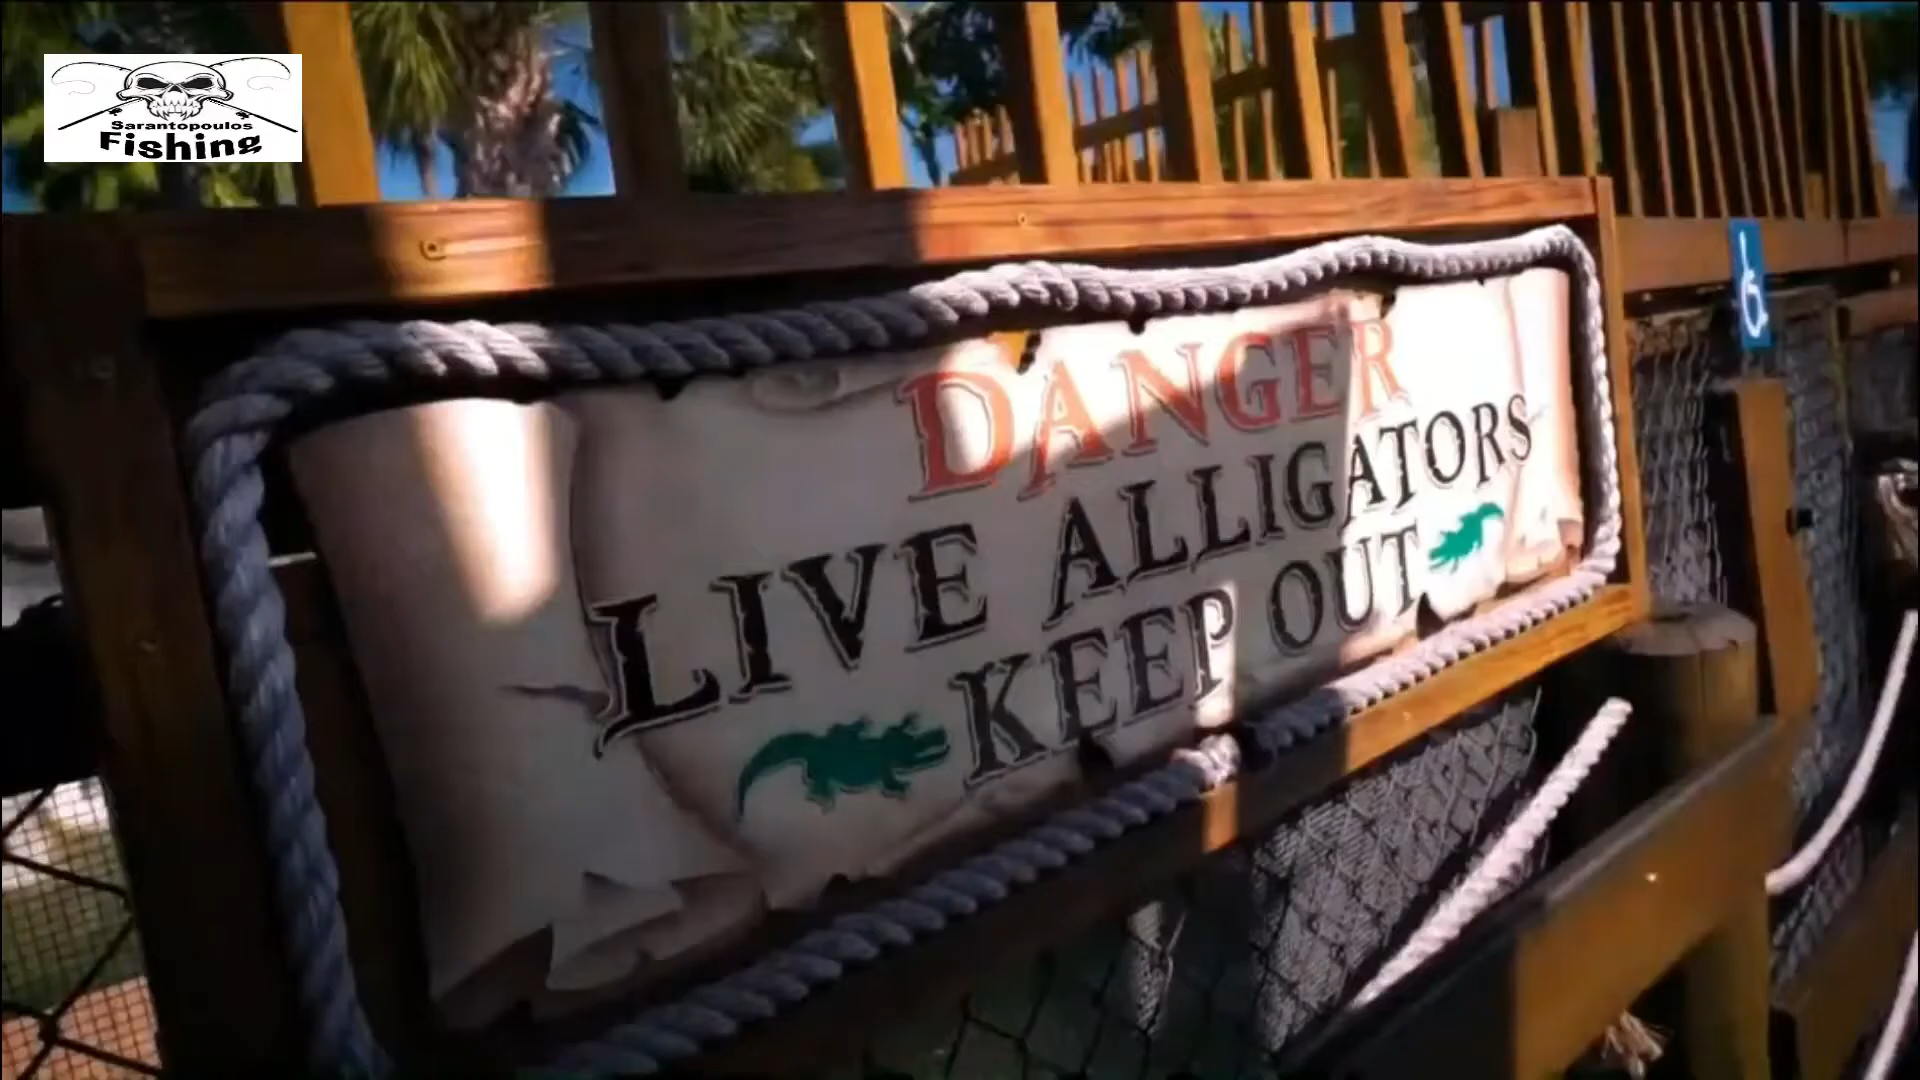 Sarantopoulos
Fishing
DANGER
LIVE ALLIGATORS
KEEP OUT